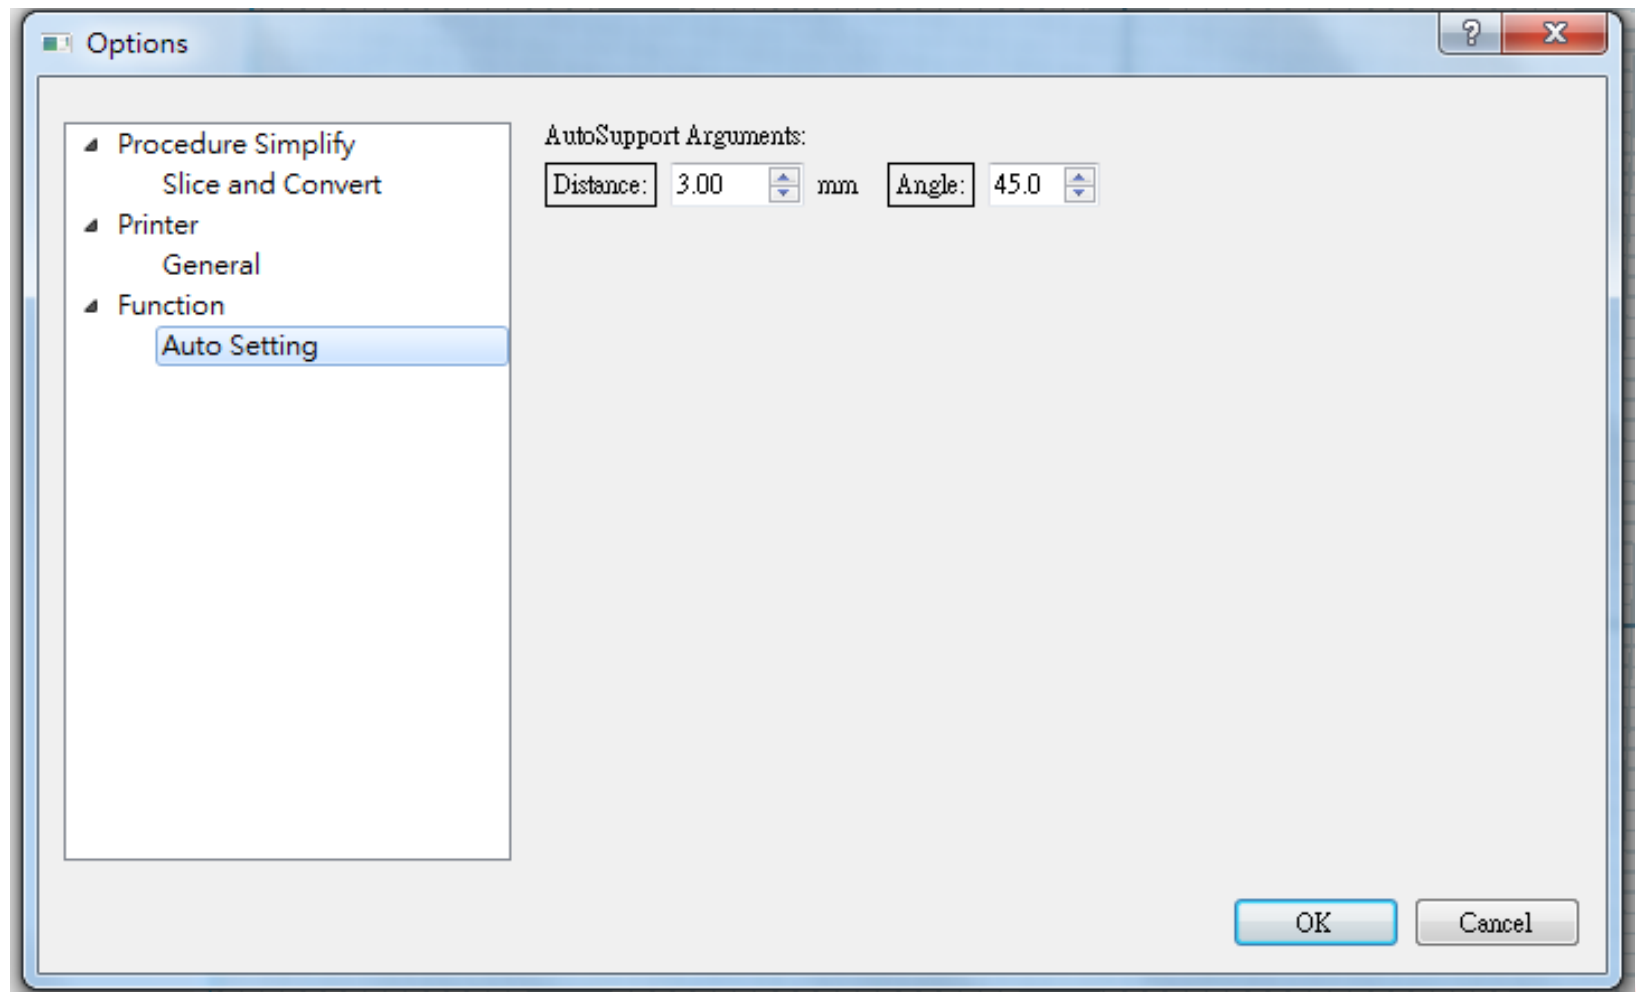 Options
Procedure Simplify
Slice and Convert
Printer
General
Function
Auto Setting
AutoSupport Arguments:
Distance: 3.00 mm Angle: 45.0
OK Cancel